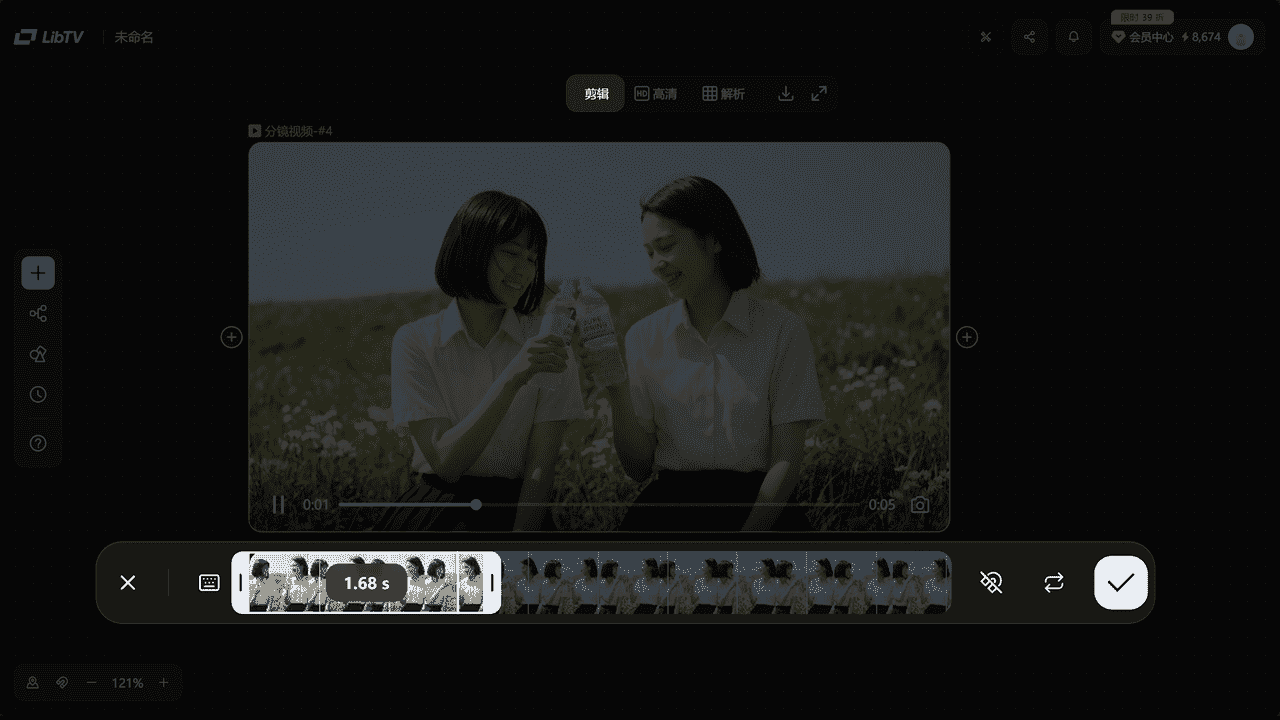 LibTV
未命名
限时 39 折
会员中心
8,674
剪辑
HD 高清
解析
分镜视频-#4
0:01
0:05
1.68 s
121%